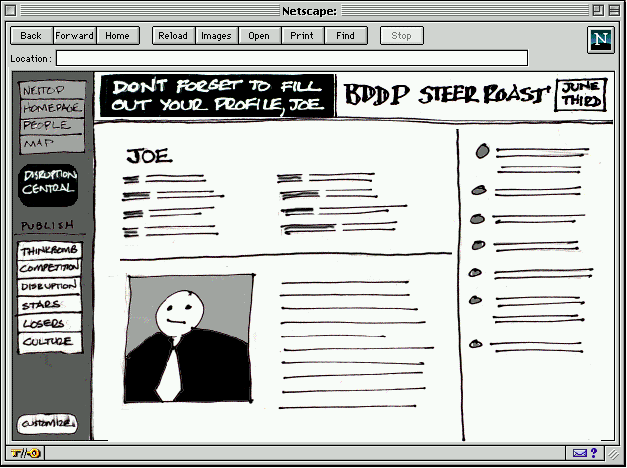 Netscape:
Back Forward Home Reload Images Open Print Find Stop
Location:
N
NEITOP
HOMEPAGE
PEOPLE
MAP
DISRUPTION
CENTRAL
PUBLISH
THINKBOMB
COMPETITION
DISRUPTION
STARS
LOSERS
CULTURE
CUSTOMIZE
DON'T FORGET TO FILL
OUT YOUR PROFILE, JOE
BDDP STEER ROAST
JUNE
THIRD
JOE
?